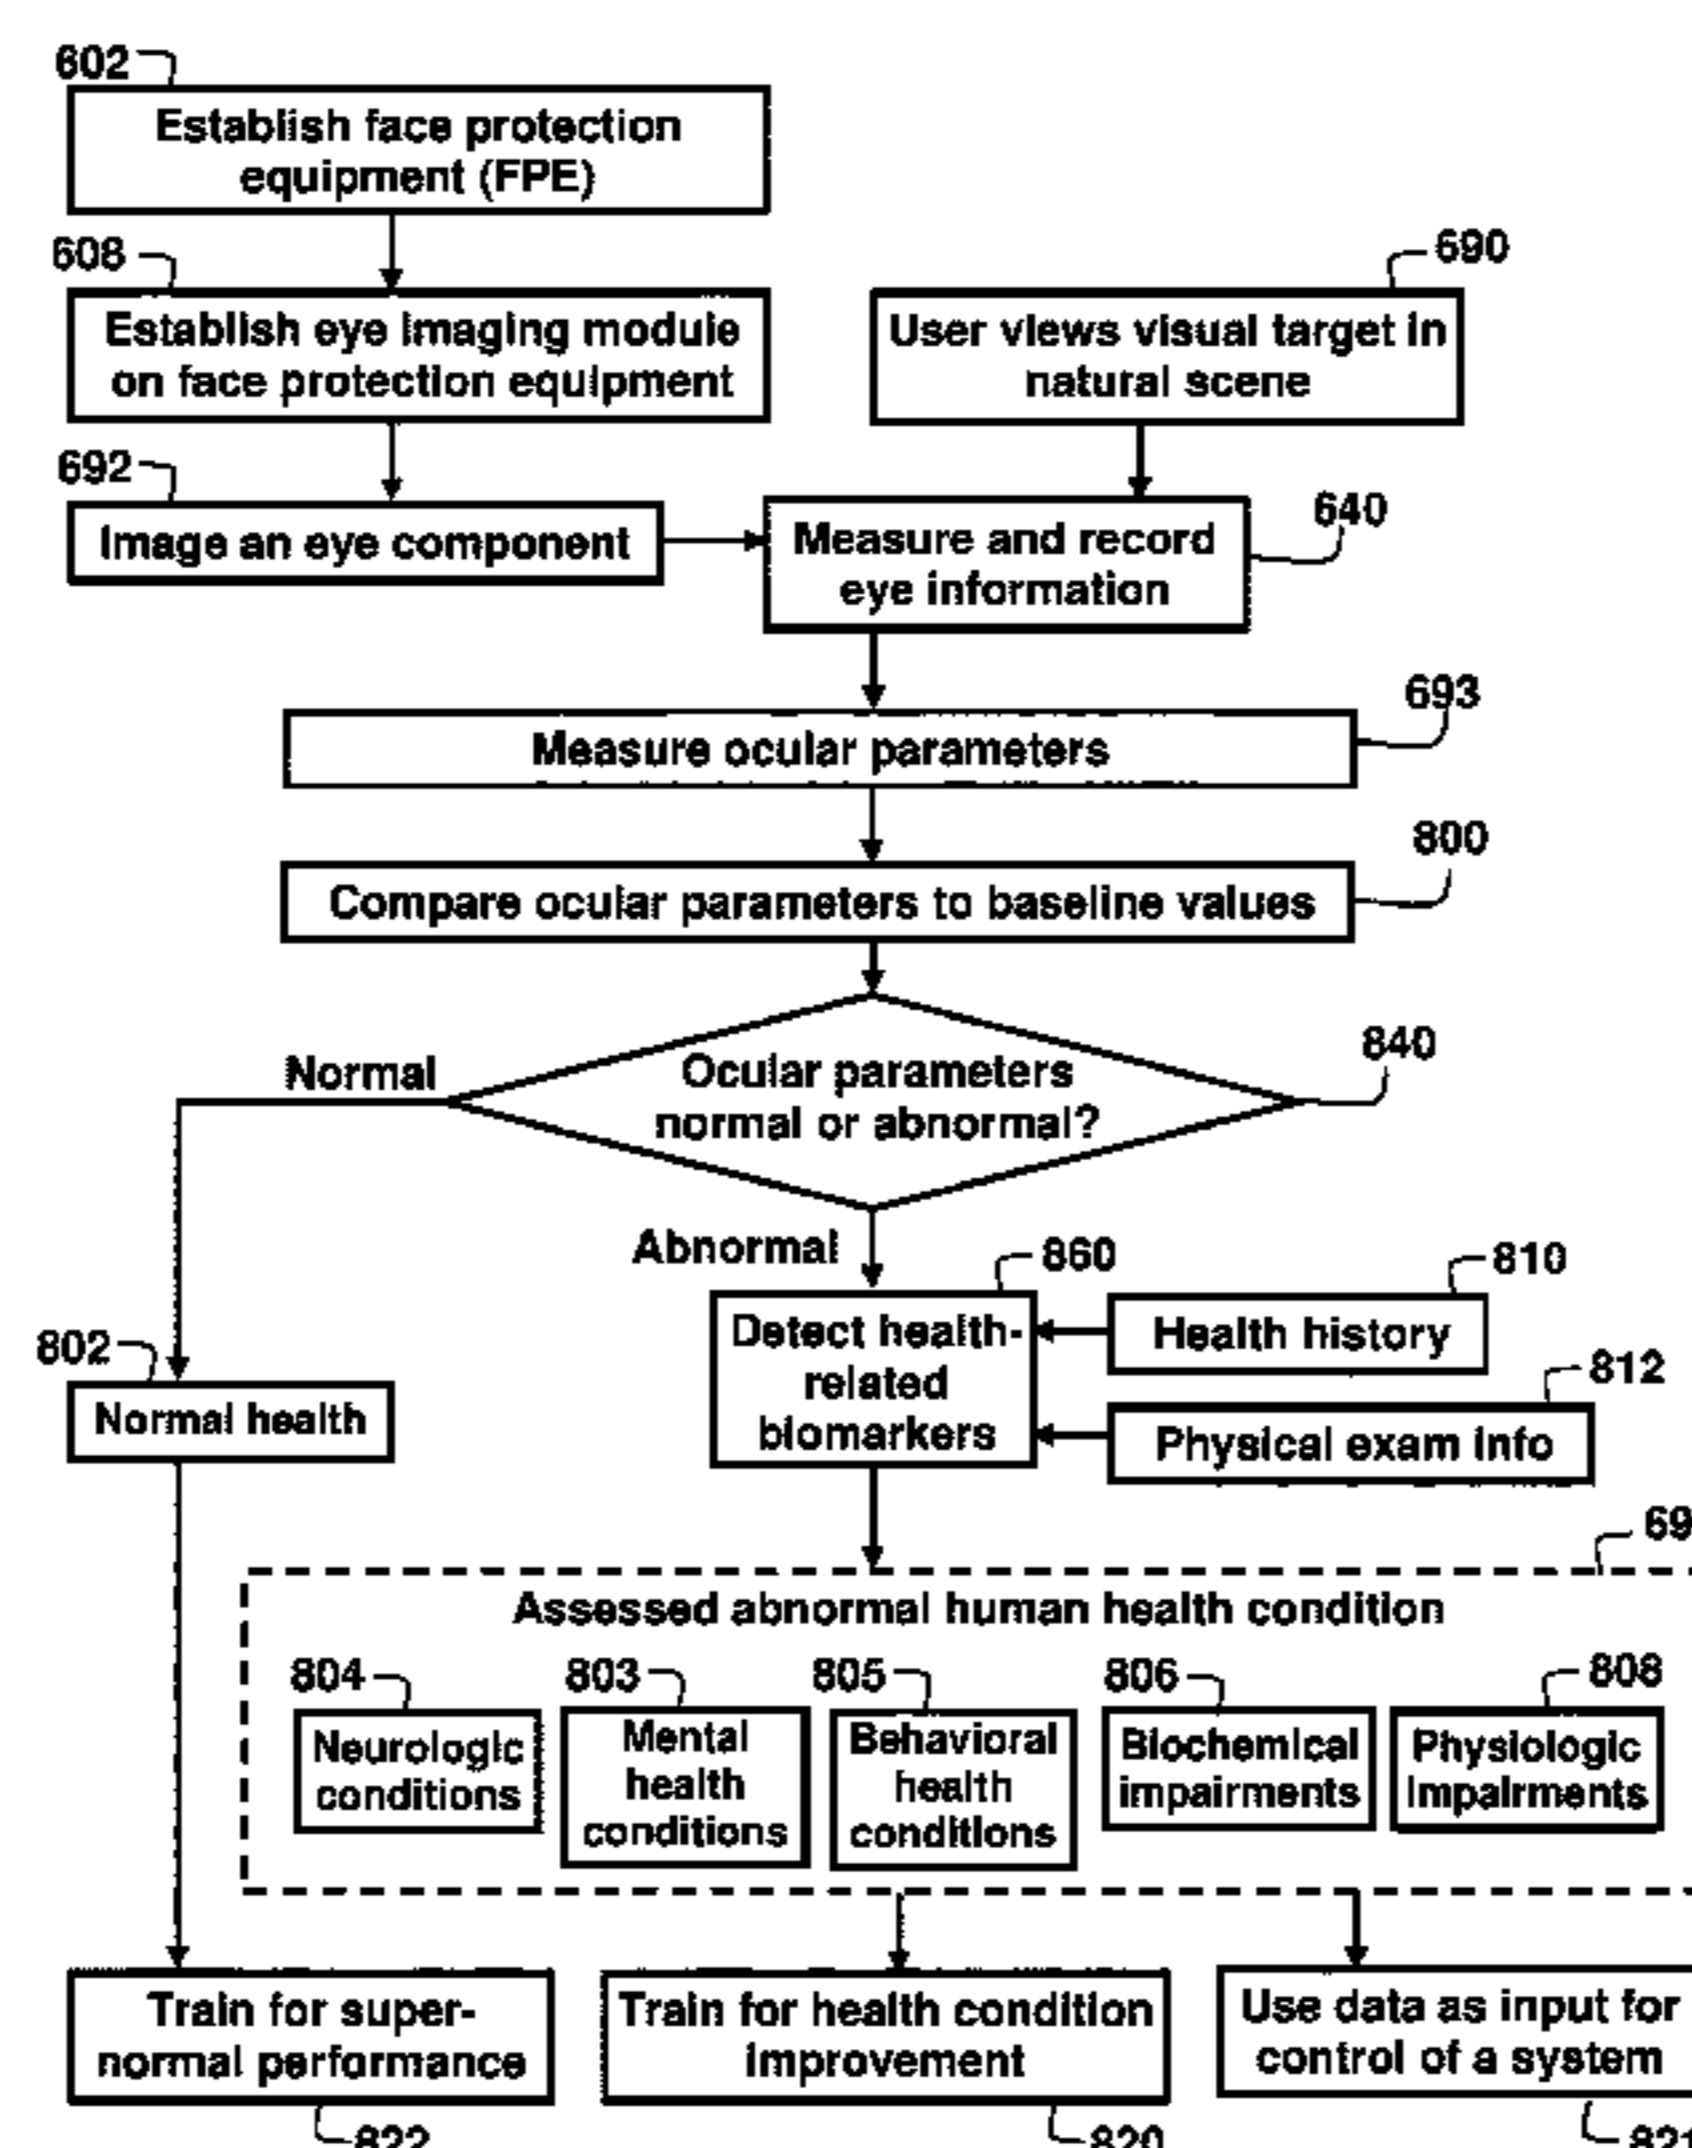 602
Establish face protection
equipment (FPE)
608
690
Establish eye imaging module
on face protection equipment
User views visual target in
natural scene
692
640
Image an eye component
Measure and record
eye information
693
Measure ocular parameters
800
Compare ocular parameters to baseline values
840
Normal
Ocular parameters
normal or abnormal?
Abnormal
860
810
802
Detect health-
related
biomarkers
Health history
812
Normal health
Physical exam info
69
Assessed abnormal human health condition
804
803
805
806
808
Neurologic
conditions
Mental
health
conditions
Behavioral
health
conditions
Biochemical
impairments
Physiologic
impairments
Train for super-
normal performance
Train for health condition
improvement
Use data as input for
control of a system
822
820
821